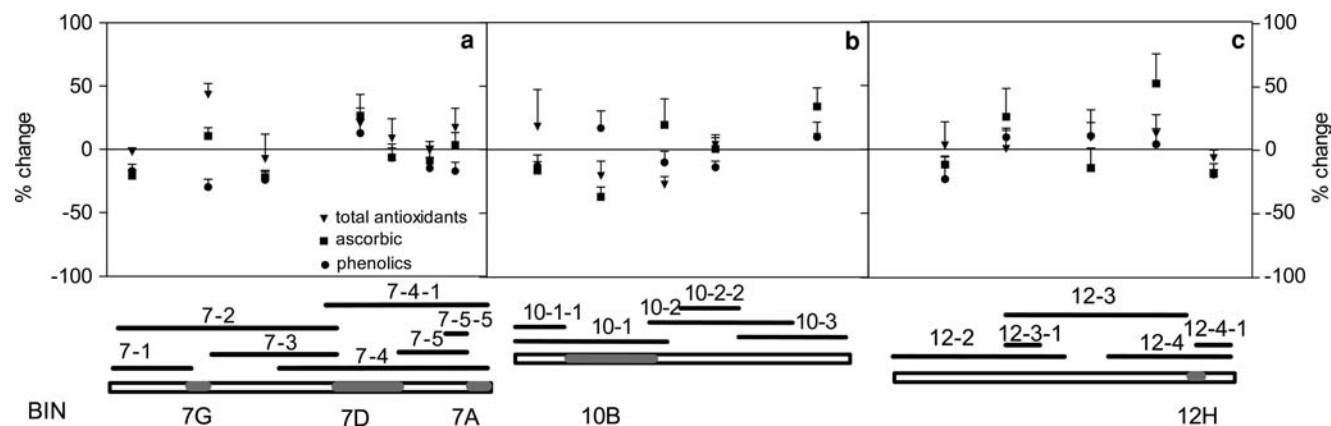 100 a b c 100
50 50
0 0
-50 -50
-100 -100
% change
% change
total antioxidants
ascorbic
phenolics
7-4-1
7-2 7-5-5
7-1 7-3 7-4 7-5
10-2-2
10-1-1 10-2
10-1 10-3
12-3
12-2 12-3-1 12-4 12-4-1
BIN 7G 7D 7A 10B 12H